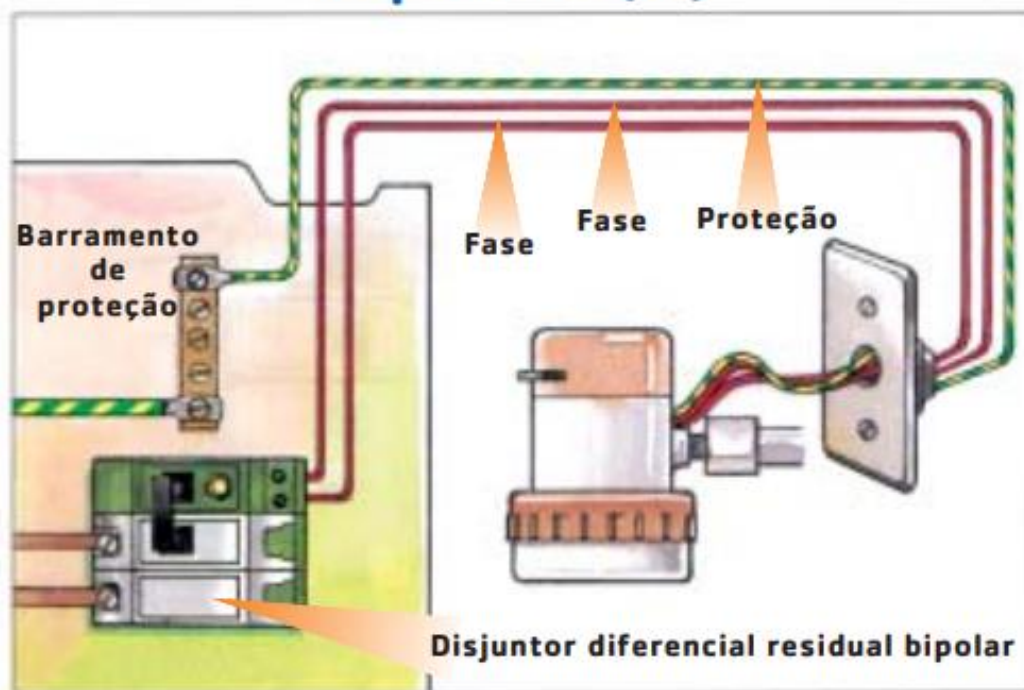 Fase
Fase
Proteção
Barramento
de
proteção
Disjuntor diferencial residual bipolar